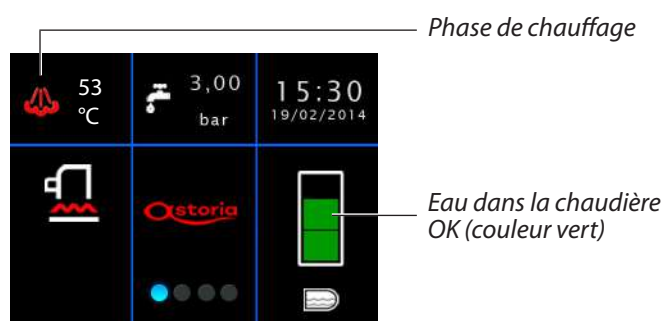 Phase de chauffage
53
°C
3,00
bar
15:30
19/02/2014
astoria
Eau dans la chaudière
OK (couleur vert)